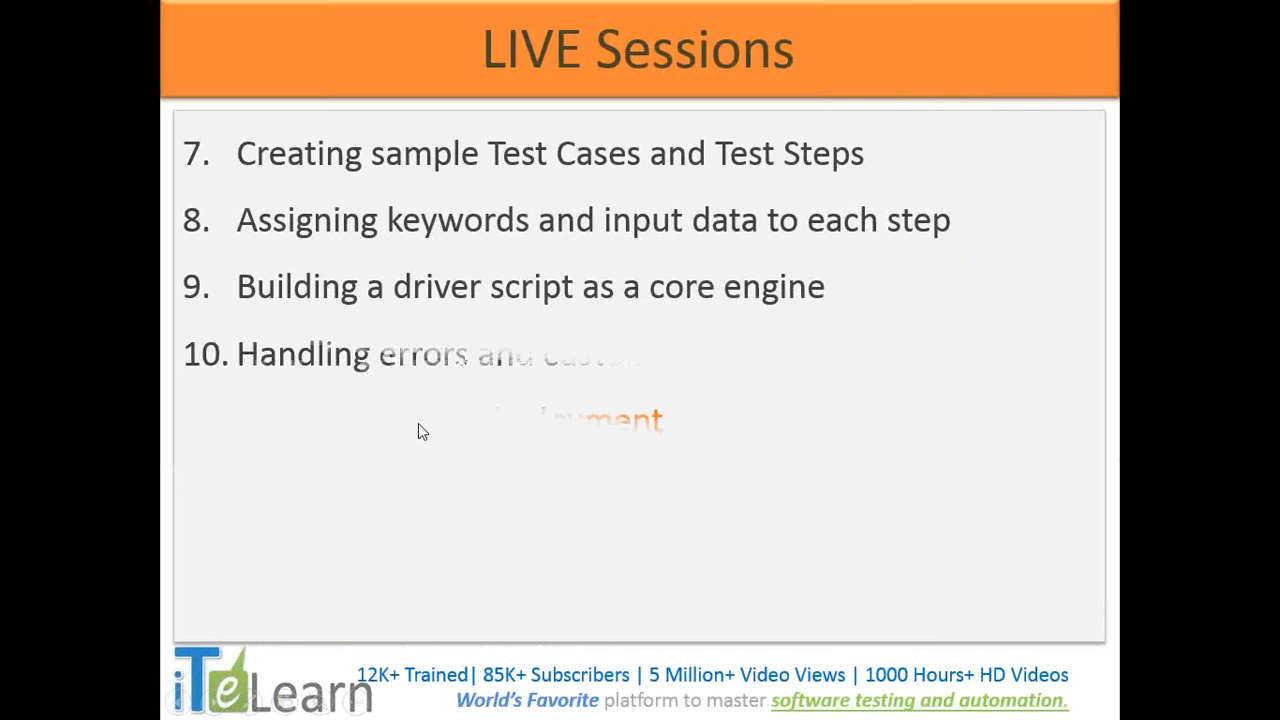 LIVE Sessions
7. Creating sample Test Cases and Test Steps
8. Assigning keywords and input data to each step
9. Building a driver script as a core engine
10. Handling errors and
iTeLearn
12K+ Trained| 85K+ Subscribers | 5 Million+ Video Views | 1000 Hours+ HD Videos
World's Favorite platform to master software testing and automation.